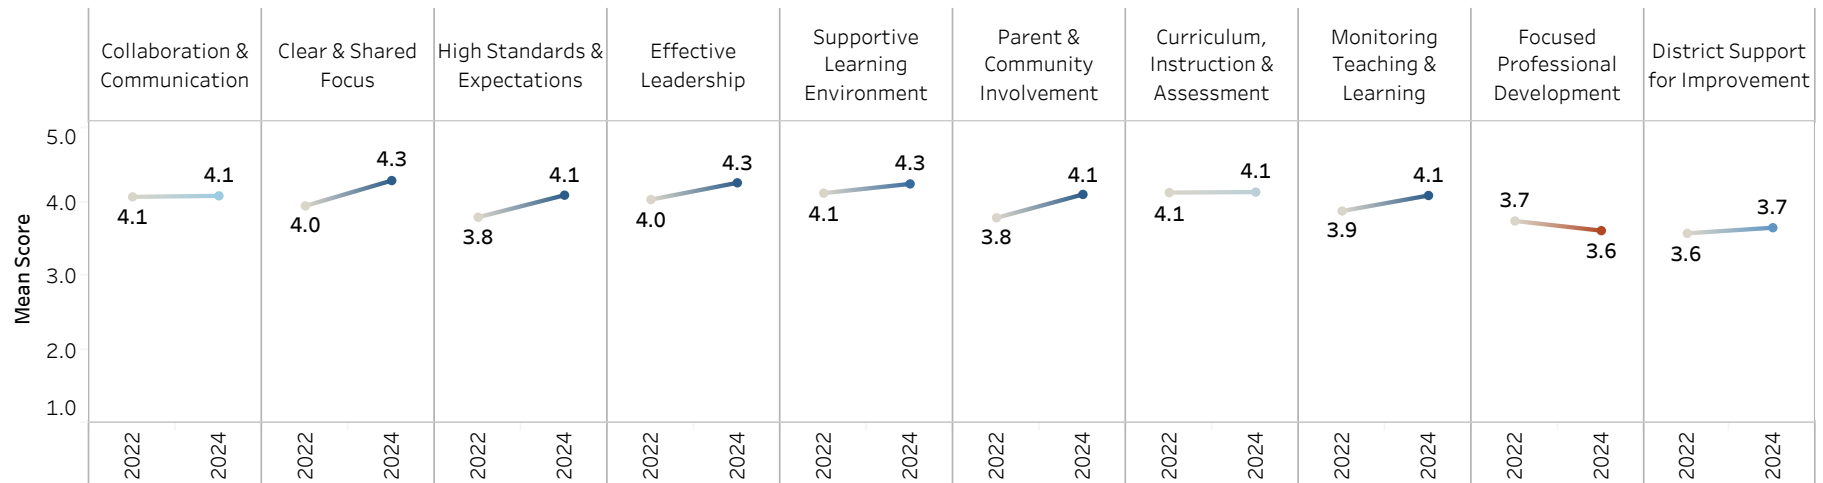 Collaboration &
Communication
Clear & Shared
Focus
High Standards &
Expectations
Effective
Leadership
Supportive
Learning
Environment
Parent &
Community
Involvement
Curriculum,
Instruction &
Assessment
Monitoring
Teaching &
Learning
Focused
Professional
Development
District Support
for Improvement
Mean Score
5.0
4.0
3.0
2.0
1.0
4.1
4.1
4.0
4.3
3.8
4.1
4.0
4.3
4.1
4.3
3.8
4.1
4.1
4.1
3.9
4.1
3.7
3.6
3.6
3.7
2022
2024
2022
2024
2022
2024
2022
2024
2022
2024
2022
2024
2022
2024
2022
2024
2022
2024
2022
2024